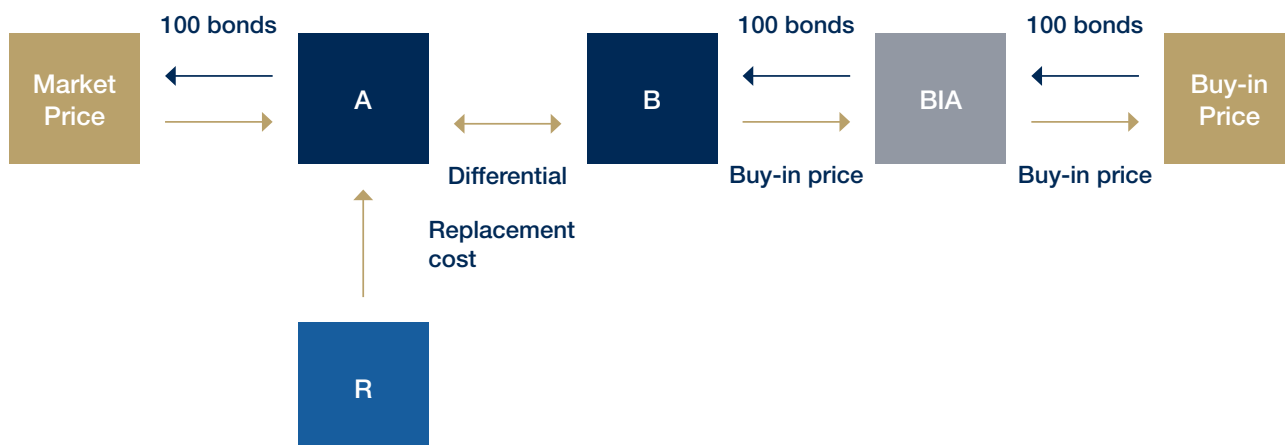 100 bonds
100 bonds
100 bonds
Market
Price
A
B
BIA
Buy-in
Price
Differential
Buy-in price
Buy-in price
Replacement
cost
R